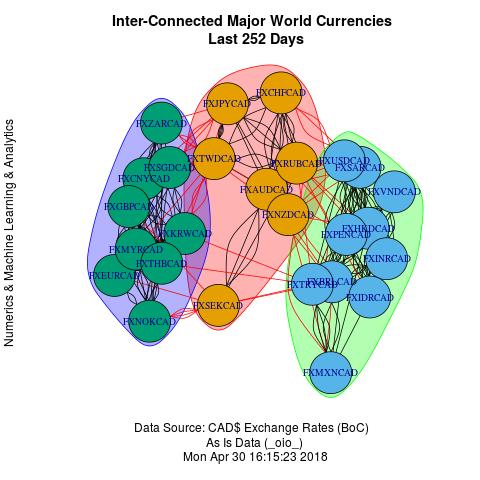 Inter-Connected Major World Currencies
Last 252 Days
Numerics & Machine Learning & Analytics
FXCHFCAD
FXJPYCAD
FXZARCAD
FXTWDCAD
FXRUBCAD
FXUSDCAD
FXSARCAD
FXSGDCAD
FXCNYCAD
FXAUDCAD
FXVNDCAD
FXGBPCAD
FXNZDCAD
FXKRWCAD
FXPENCAD
FXHKDCAD
FXMYRCAD
FXTHBCAD
FXINRCAD
FXEURCAD
FXTRYCAD
FXIDRCAD
FXSEKCAD
FXNOKCAD
FXMXNCAD
Data Source: CAD$ Exchange Rates (BoC)
As Is Data (_oio_)
Mon Apr 30 16:15:23 2018